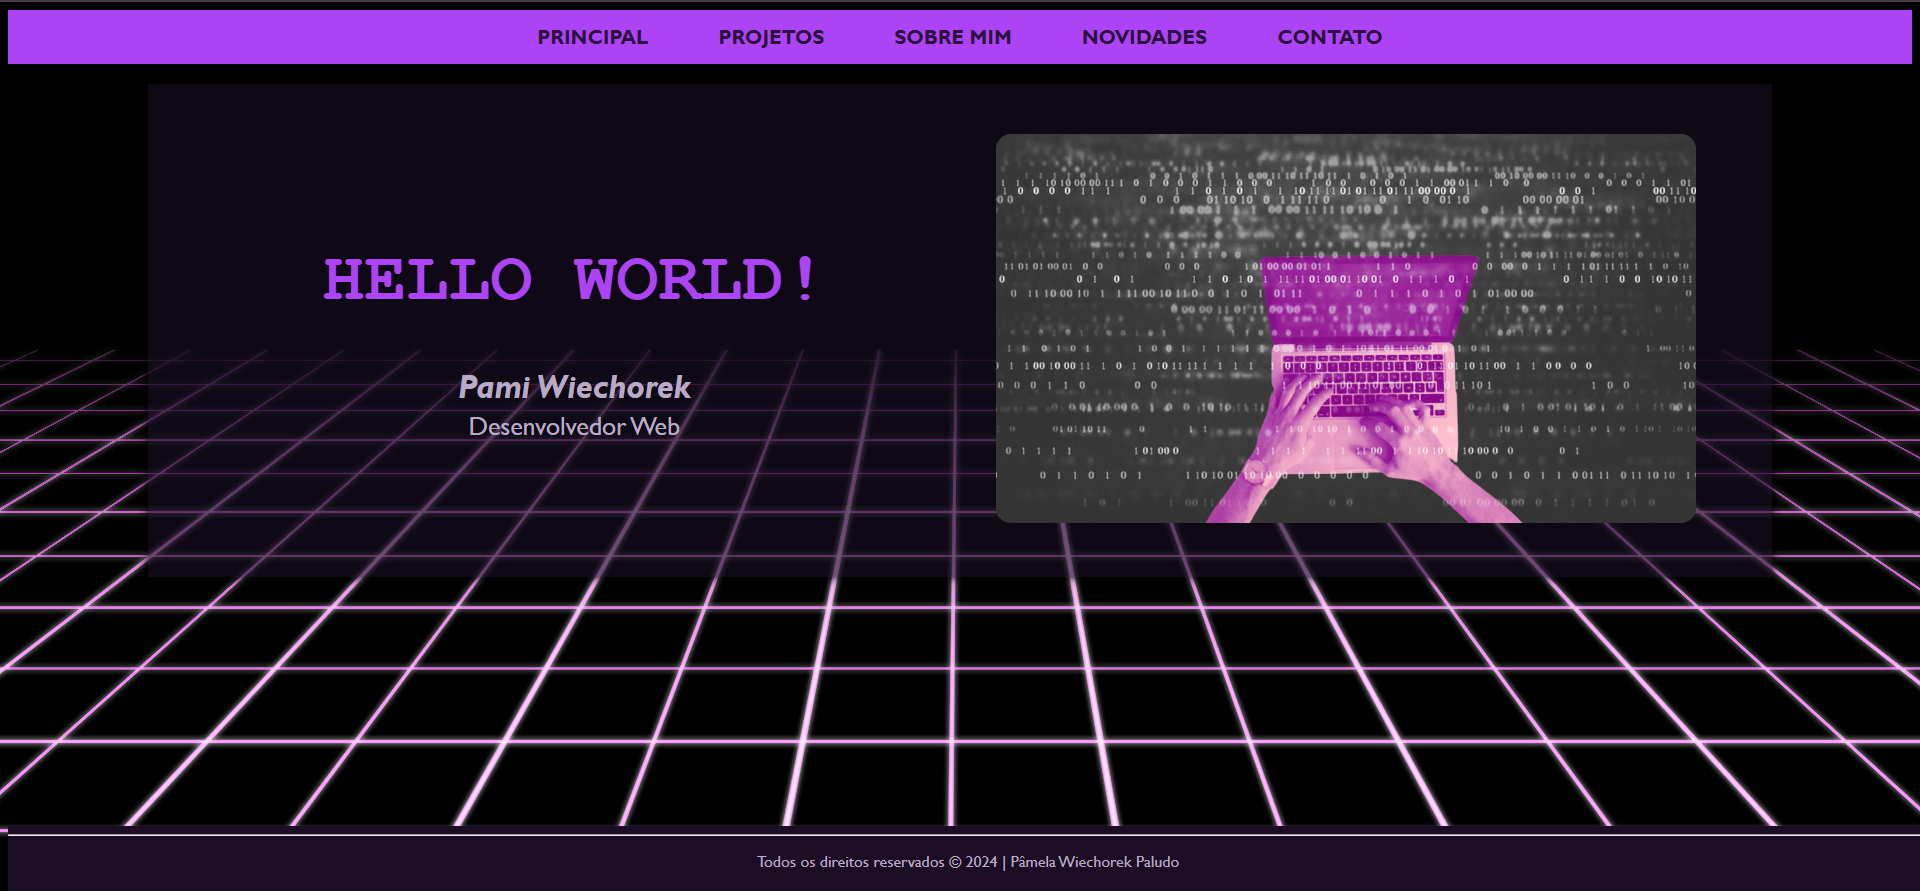 PRINCIPAL PROJETOS SOBRE MIM NOVIDADES CONTATO
HELLO WORLD!
Pami Wiechorek
Desenvolvedor Web
Todos os direitos reservados © 2024 | Pâmela Wiechorek Paludo